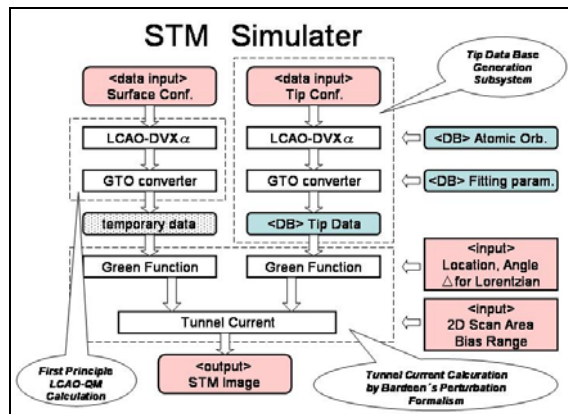 STM Simulater
Tip Data Base
Generation
Subsystem
<data input>
Surface Conf.
<data input>
Tip Conf.
LCAO-DVXα
LCAO-DVXα
<DB> Atomic Orb.
GTO converter
GTO converter
<DB> Fitting param.
temporary data
<DB> Tip Data
Green Function
Green Function
<input>
Location, Angle
△for Lorentzian
Tunnel Current
<input>
2D Scan Area
Bias Range
First Principle
LCAO-QM
Calculation
<output>
STM Image
Tunnel Current Calcuration
by Bardeen´s Perturbation
Formalism